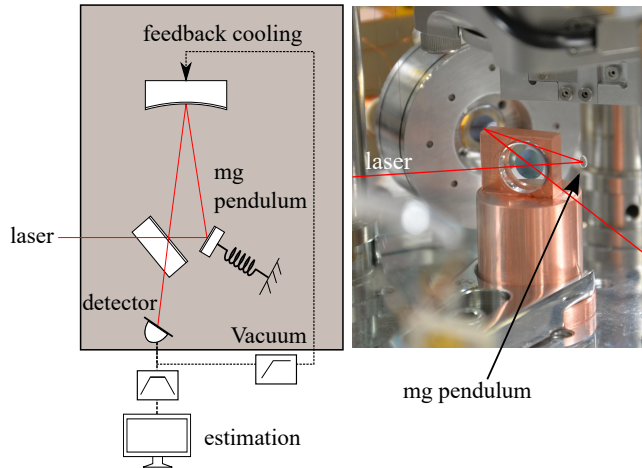 feedback cooling
mg
pendulum
laser
detector
Vacuum
estimation
laser
mg pendulum